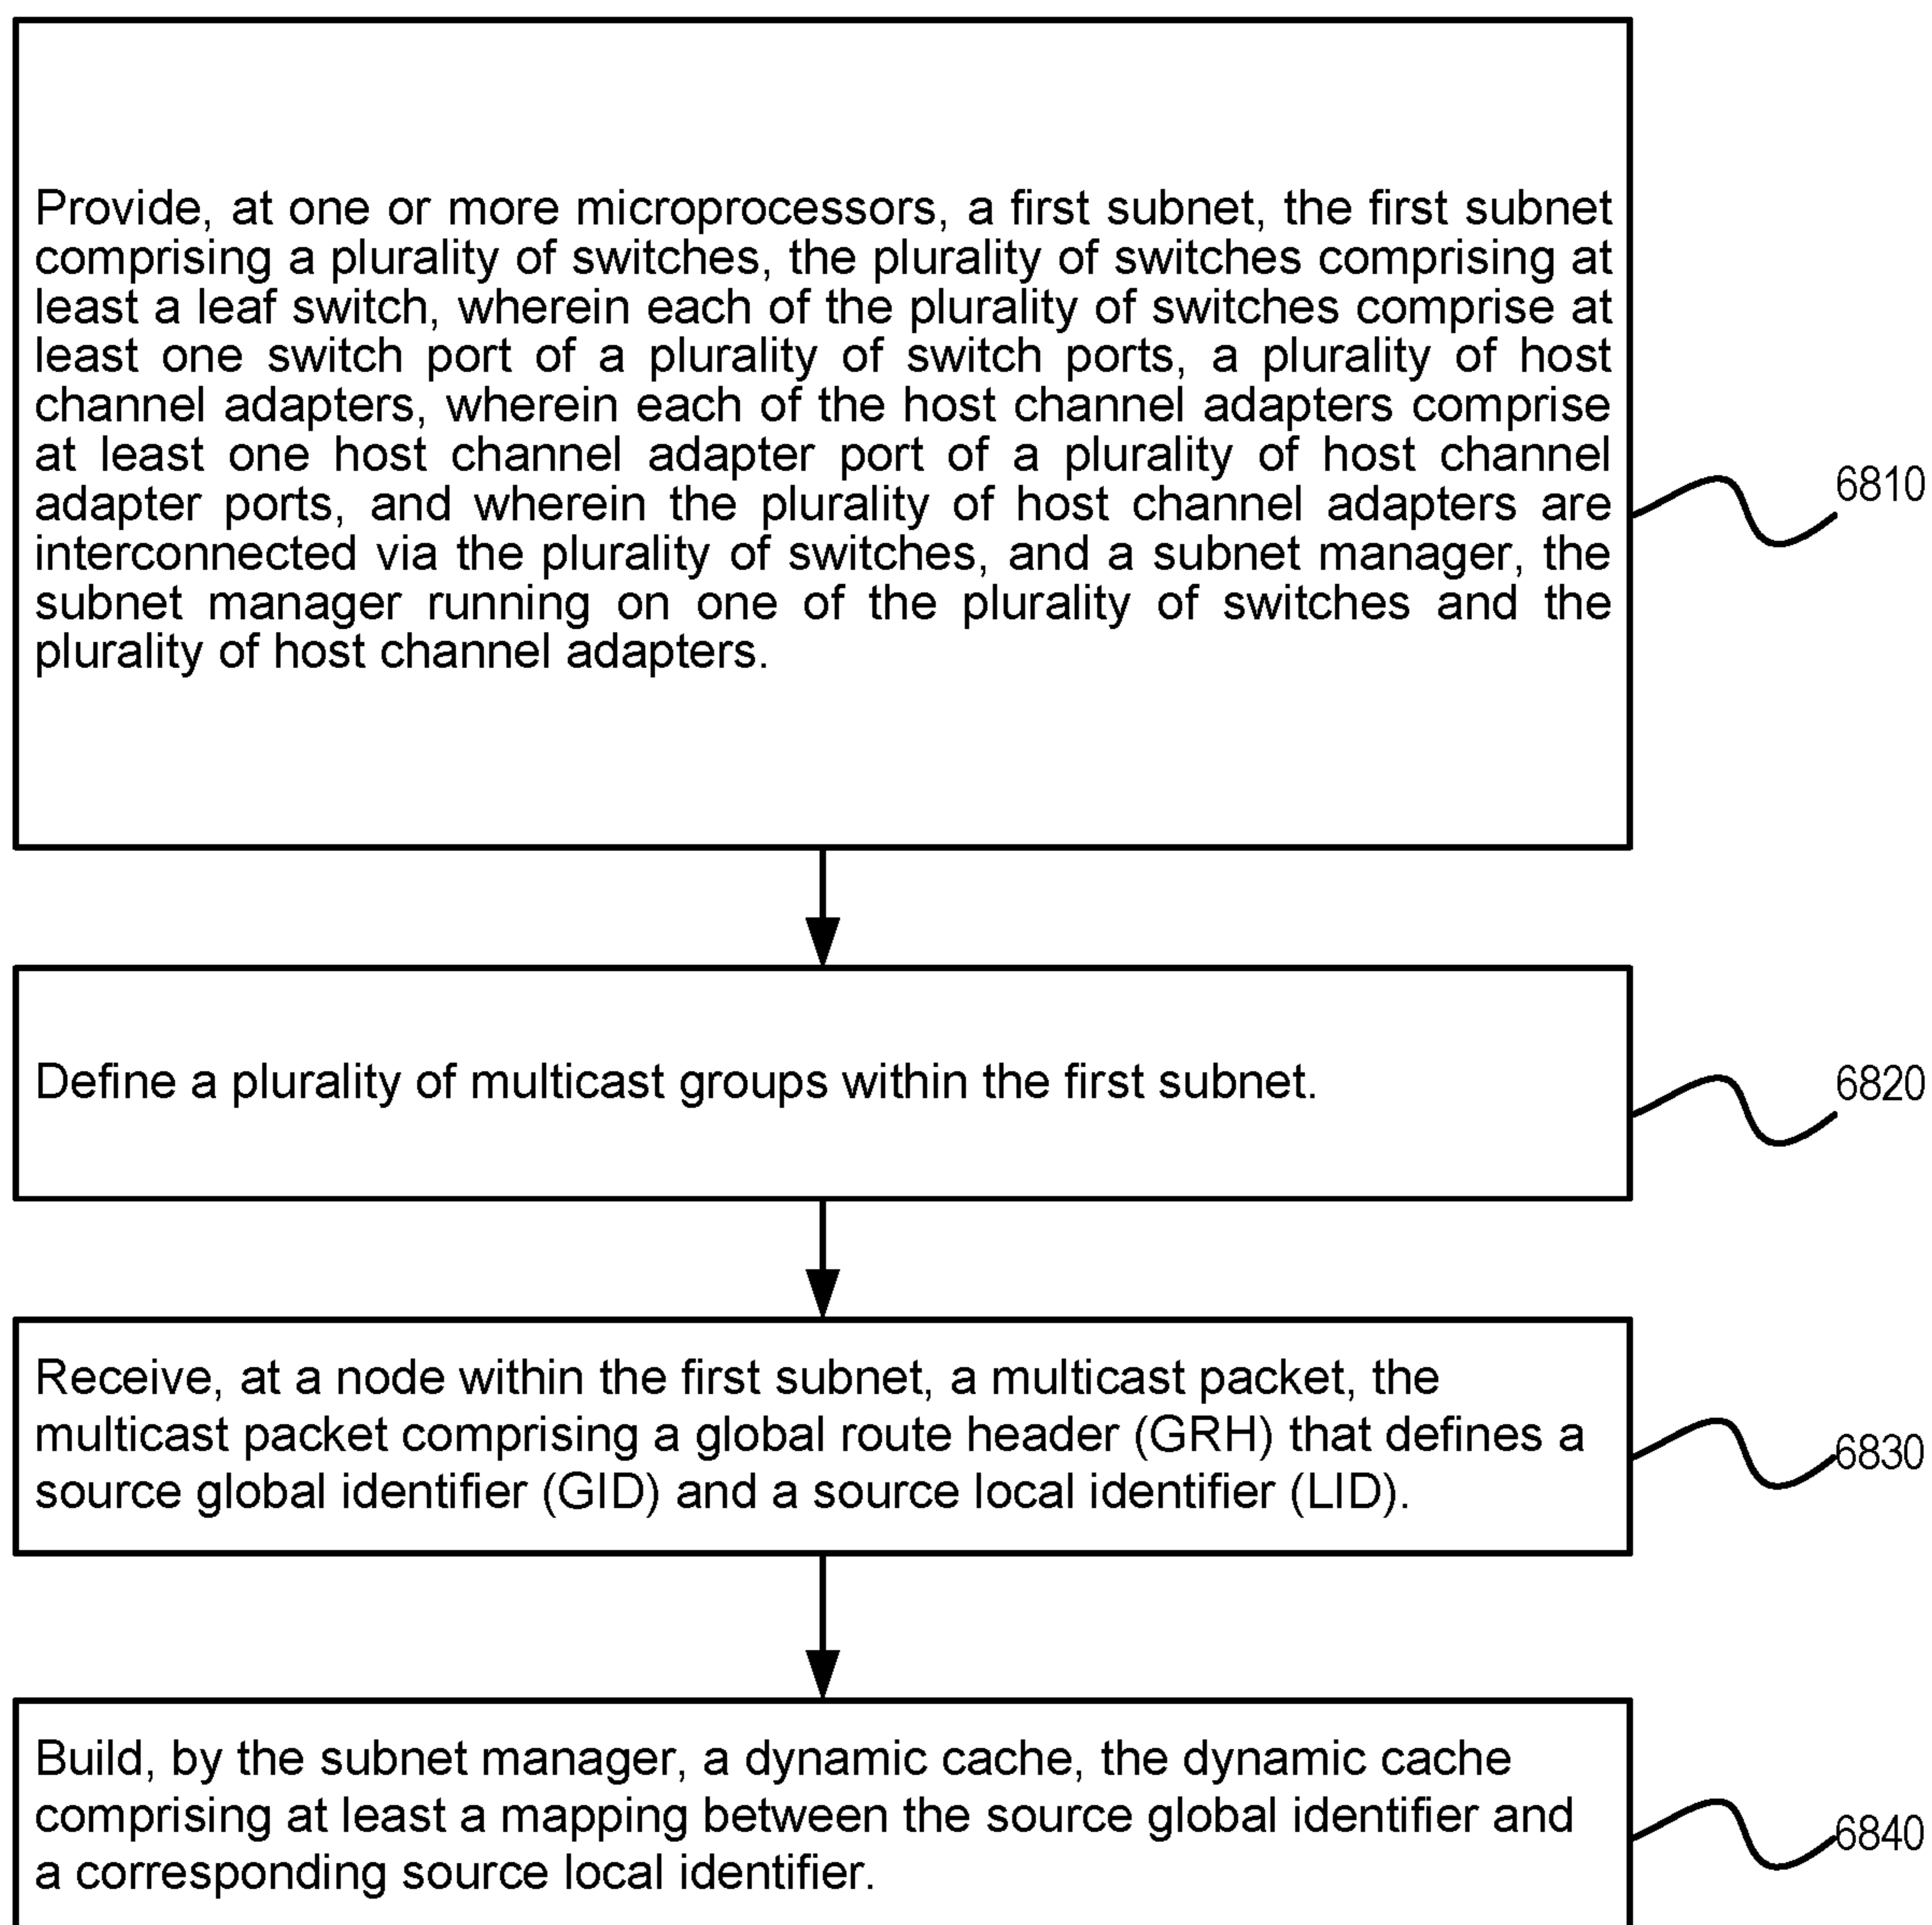 Provide, at one or more microprocessors, a first subnet, the first subnet
comprising a plurality of switches, the plurality of switches comprising at
least a leaf switch, wherein each of the plurality of switches comprise at
least one switch port of a plurality of switch ports, a plurality of host
channel adapters, wherein each of the host channel adapters comprise
at least one host channel adapter port of a plurality of host channel
adapter ports, and wherein the plurality of host channel adapters are
interconnected via the plurality of switches, and a subnet manager, the
subnet manager running on one of the plurality of switches and the
plurality of host channel adapters.
6810
Define a plurality of multicast groups within the first subnet.
6820
Receive, at a node within the first subnet, a multicast packet, the
multicast packet comprising a global route header (GRH) that defines a
source global identifier (GID) and a source local identifier (LID).
6830
Build, by the subnet manager, a dynamic cache, the dynamic cache
comprising at least a mapping between the source global identifier and
a corresponding source local identifier.
6840